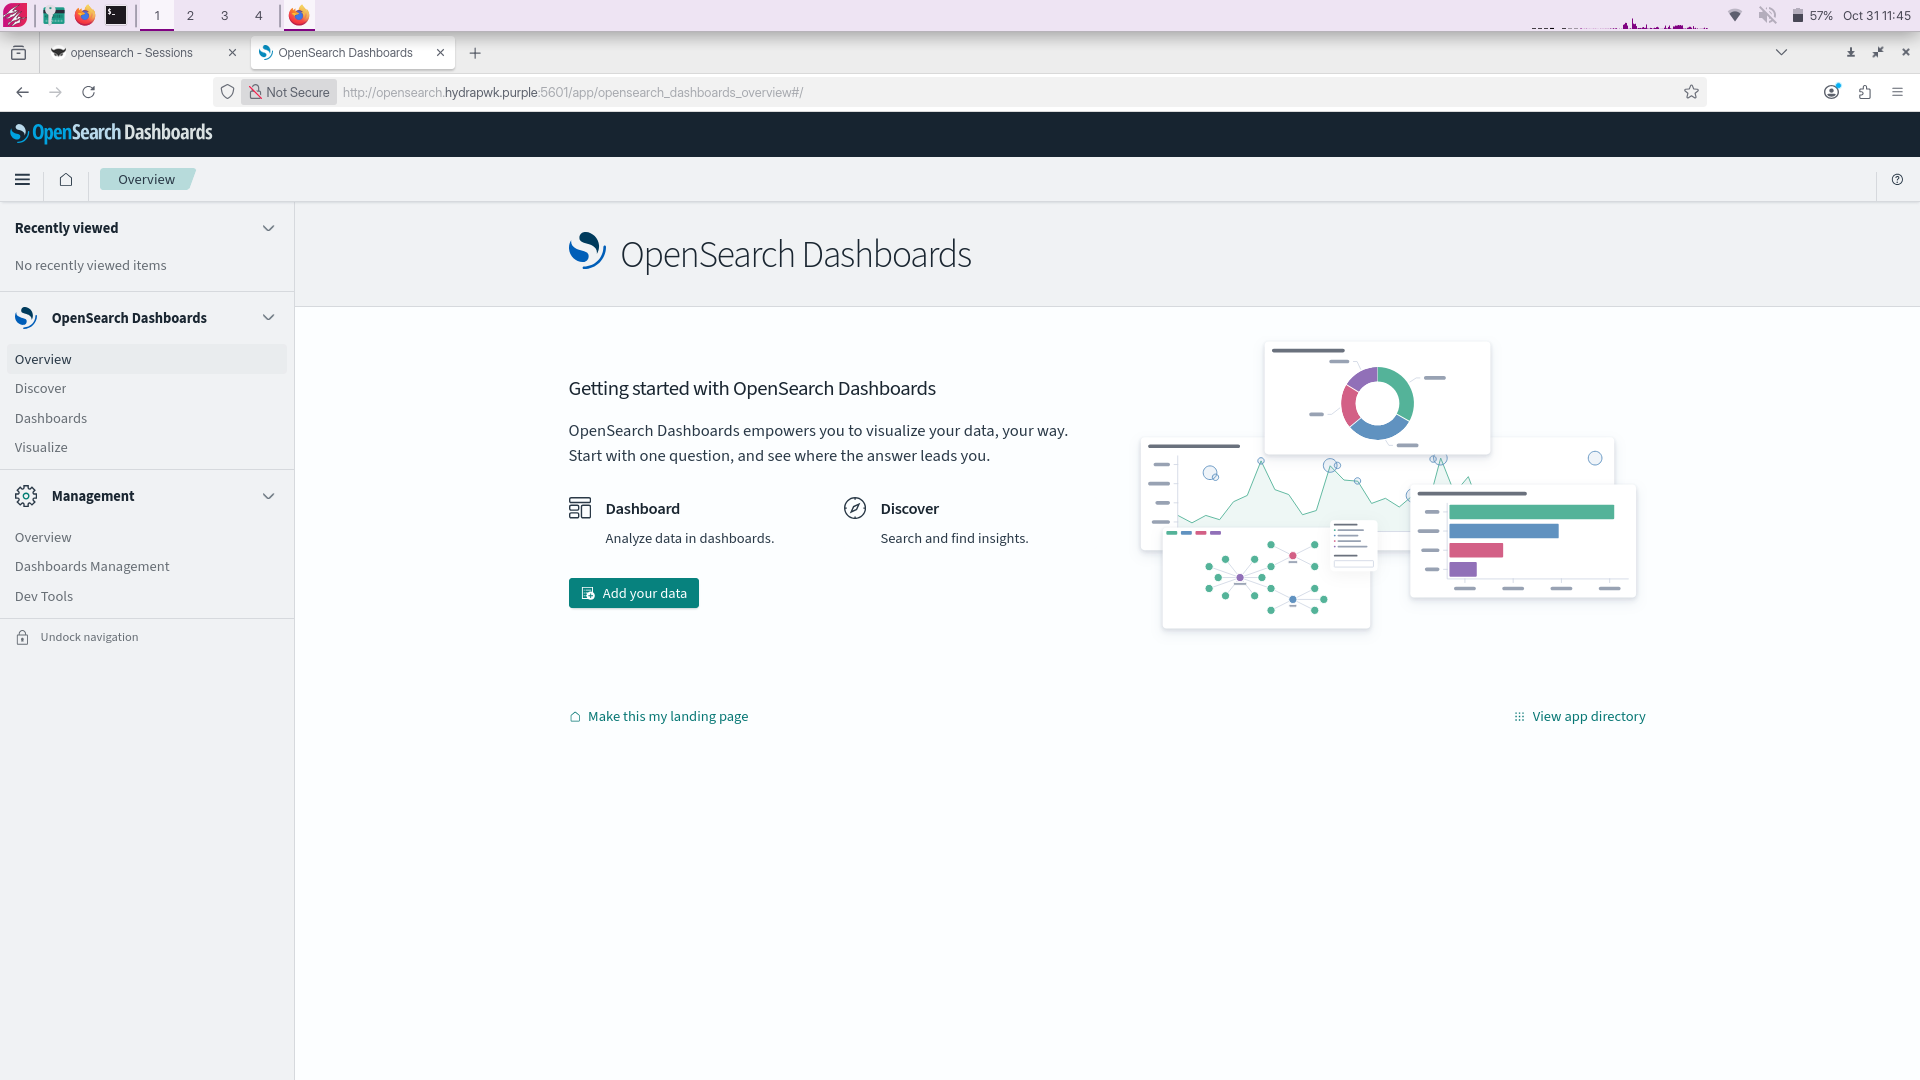 1
2
3
4
57%
Oct 31 11:45
opensearch - Sessions
OpenSearch Dashboards
Not Secure
http://opensearch.hydrapwk.purple:5601/app/opensearch_dashboards_overview#/
OpenSearch Dashboards
Overview
Recently viewed
No recently viewed items
OpenSearch Dashboards
Overview
Discover
Dashboards
Visualize
Management
Overview
Dashboards Management
Dev Tools
Undock navigation
OpenSearch Dashboards
Getting started with OpenSearch Dashboards
OpenSearch Dashboards empowers you to visualize your data, your way.
Start with one question, and see where the answer leads you.
Dashboard
Analyze data in dashboards.
Discover
Search and find insights.
Add your data
Make this my landing page
View app directory